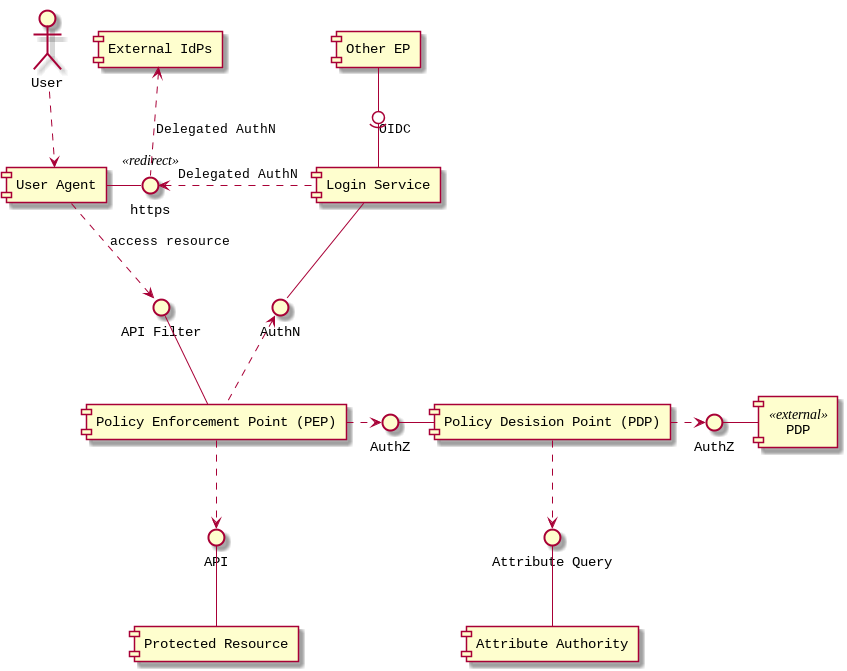 External IdPs
Other EP
User
Delegated AuthN
OIDC
«redirect»
Delegated AuthN
User Agent
Login Service
https
access resource
API Filter
AuthN
«external»
PDP
Policy Enforcement Point (PEP)
Policy Desision Point (PDP)
AuthZ
AuthZ
API
Attribute Query
Protected Resource
Attribute Authority